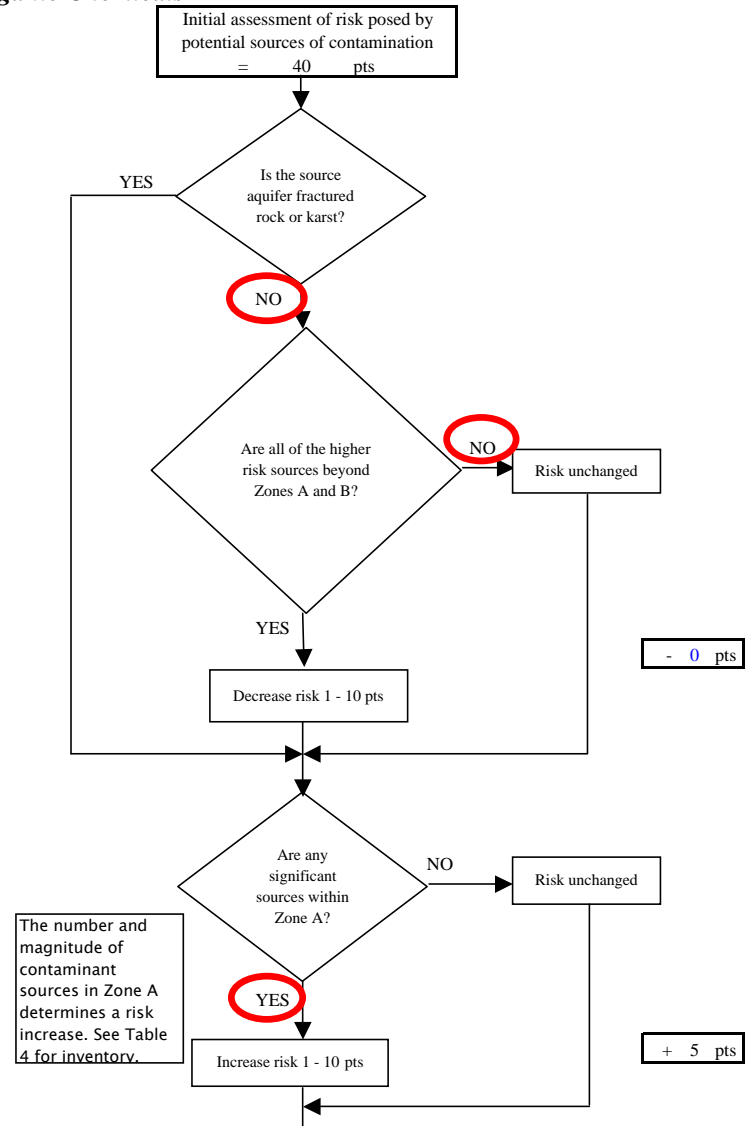 Initial assessment of risk posed by
potential sources of contamination
= 40 pts
YES
Is the source
aquifer fractured
rock or karst?
NO
Are all of the higher
risk sources beyond
Zones A and B?
NO
Risk unchanged
YES
- 0 pts
Decrease risk 1 - 10 pts
Are any
significant
sources within
Zone A?
NO
Risk unchanged
The number and
magnitude of
contaminant
sources in Zone A
determines a risk
increase. See Table
4 for inventory.
YES
Increase risk 1 - 10 pts
+ 5 pts